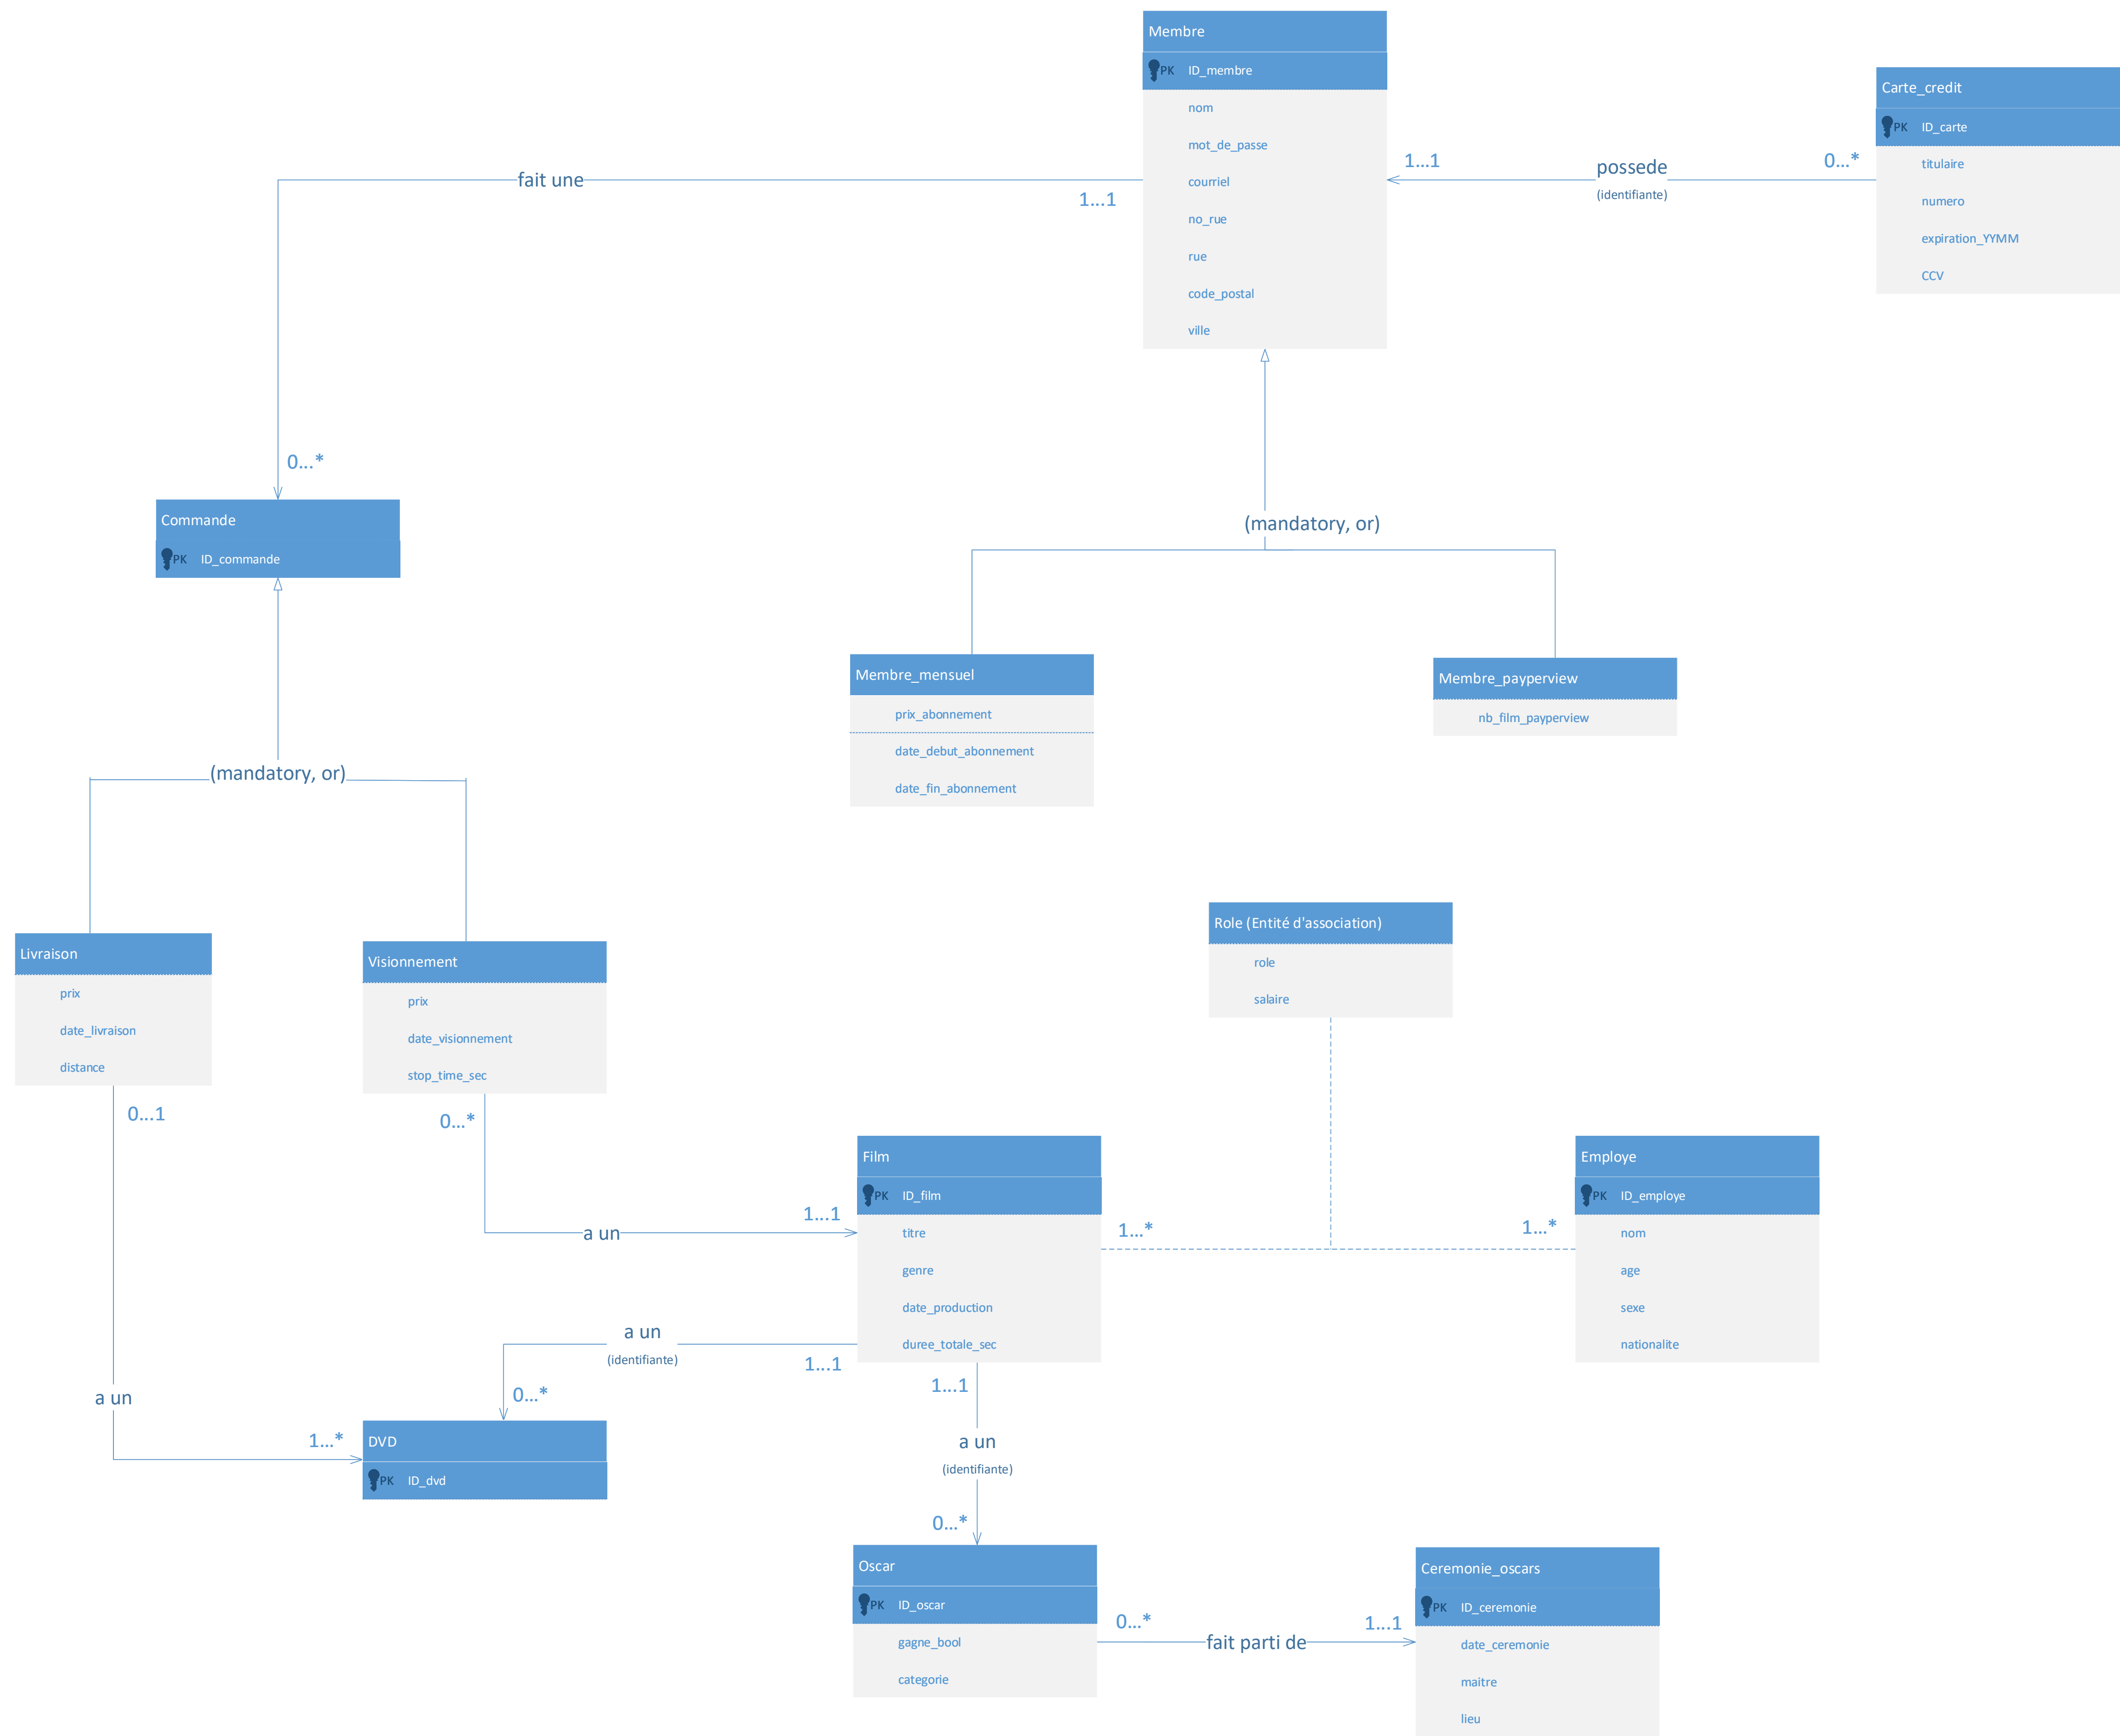 Membre
PK ID_membre
nom
mot_de_passe
courriel
no_rue
rue
code_postal
ville
Carte_credit
PK ID_carte
titulaire
numero
expiration_YYMM
CCV
1...1
possede
(identifiante)
0...*
fait une
1...1
0...*
Commande
PK ID_commande
(mandatory, or)
Membre_mensuel
prix_abonnement
date_debut_abonnement
date_fin_abonnement
Membre_payperview
nb_film_payperview
(mandatory, or)
Livraison
prix
date_livraison
distance
Visionnement
prix
date_visionnement
stop_time_sec
Role (Entité d'association)
role
salaire
0...1
0...*
a un
1...1
Film
PK ID_film
titre
genre
date_production
duree_totale_sec
1...*
1...*
Employe
PK ID_employe
nom
age
sexe
nationalite
a un
(identifiante)
1...1
0...*
a un
1...*
DVD
PK ID_dvd
1...1
a un
(identifiante)
0...*
Oscar
PK ID_oscar
gagne_bool
categorie
0...*
fait parti de
1...1
Ceremonie_oscars
PK ID_ceremonie
date_ceremonie
maitre
lieu